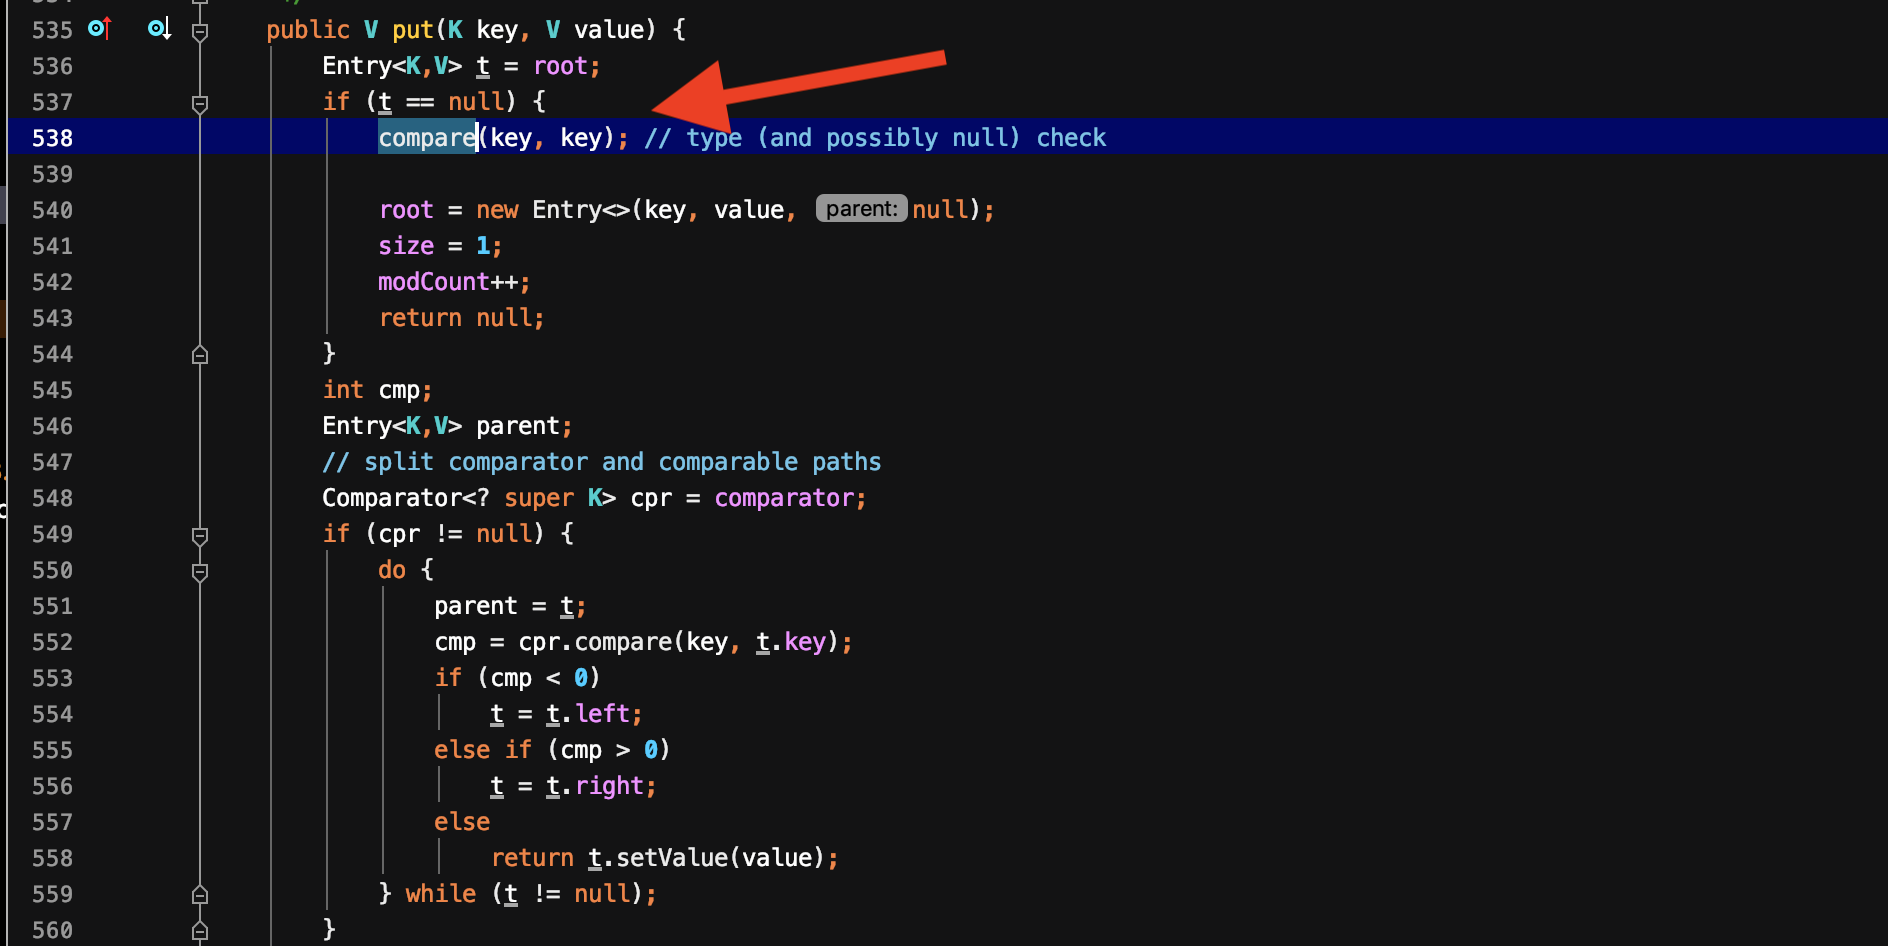 535 public V put(K key, V value) {
536 Entry<K,V> t = root;
537 if (t == null) {
538 compare(key, key); // type (and possibly null) check
539
540 root = new Entry<>(key, value, parent: null);
541 size = 1;
542 modCount++;
543 return null;
544 }
545 int cmp;
546 Entry<K,V> parent;
547 // split comparator and comparable paths
548 Comparator<? super K> cpr = comparator;
549 if (cpr != null) {
550 do {
551 parent = t;
552 cmp = cpr.compare(key, t.key);
553 if (cmp < 0)
554 t = t.left;
555 else if (cmp > 0)
556 t = t.right;
557 else
558 return t.setValue(value);
559 } while (t != null);
560 }